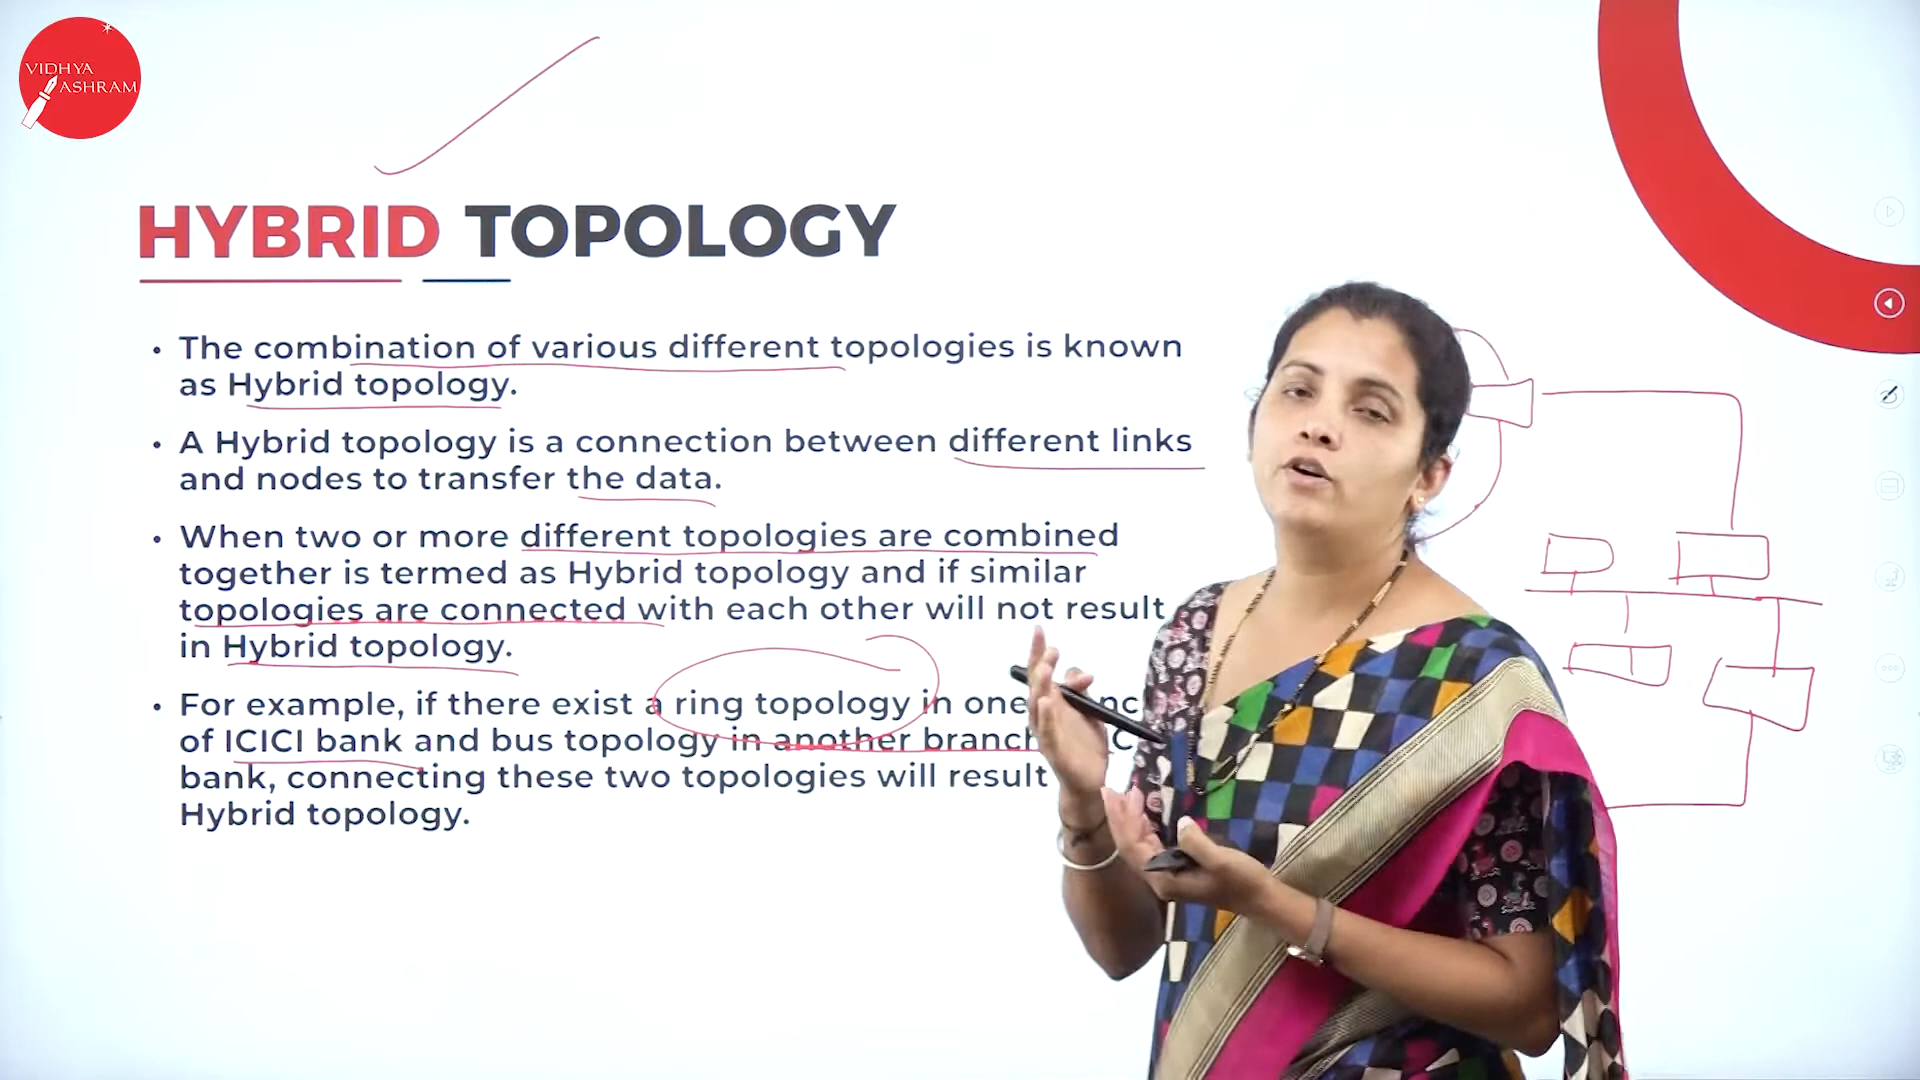 VIDHYA
ASHRAM
HYBRID TOPOLOGY
• The combination of various different topologies is known
as Hybrid topology.
• A Hybrid topology is a connection between different links
and nodes to transfer the data.
• When two or more different topologies are combined
together is termed as Hybrid topology and if similar
topologies are connected with each other will not result
in Hybrid topology.
• For example, if there exist a ring topology in one
of ICICI bank and bus topology in another branch
bank, connecting these two topologies will result
Hybrid topology.